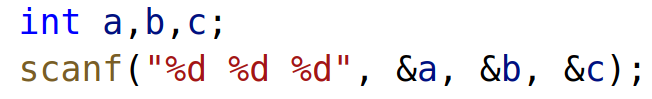 int a,b,c;
scanf("%d %d %d", &a, &b, &c);